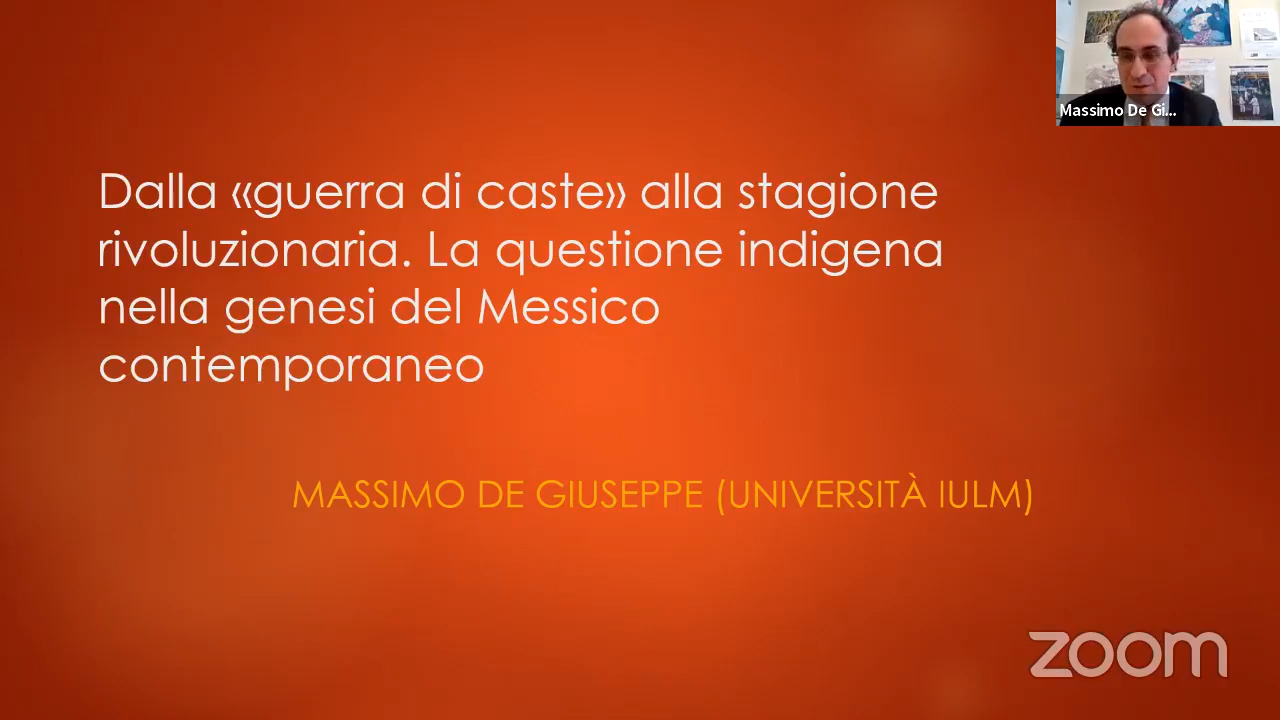 Massimo De Gi...
Dalla «guerra di caste» alla stagione
rivoluzionaria. La questione indigena
nella genesi del Messico
contemporaneo
MASSIMO DE GIUSEPPE (UNIVERSITÀ IULM)
zoom